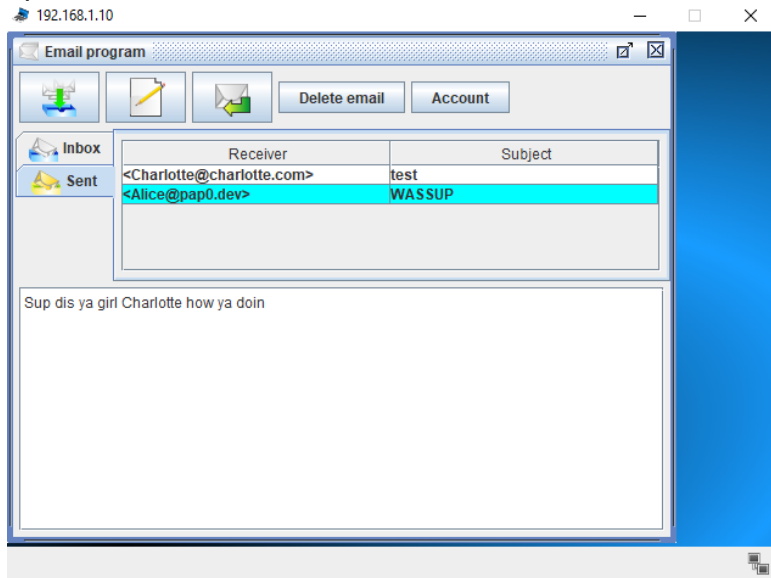 192.168.1.10
Email program
Delete email
Account
Inbox
Sent
Receiver Subject
<Charlotte@charlotte.com> test
<Alice@pap0.dev> WASSUP
Sup dis ya girl Charlotte how ya doin